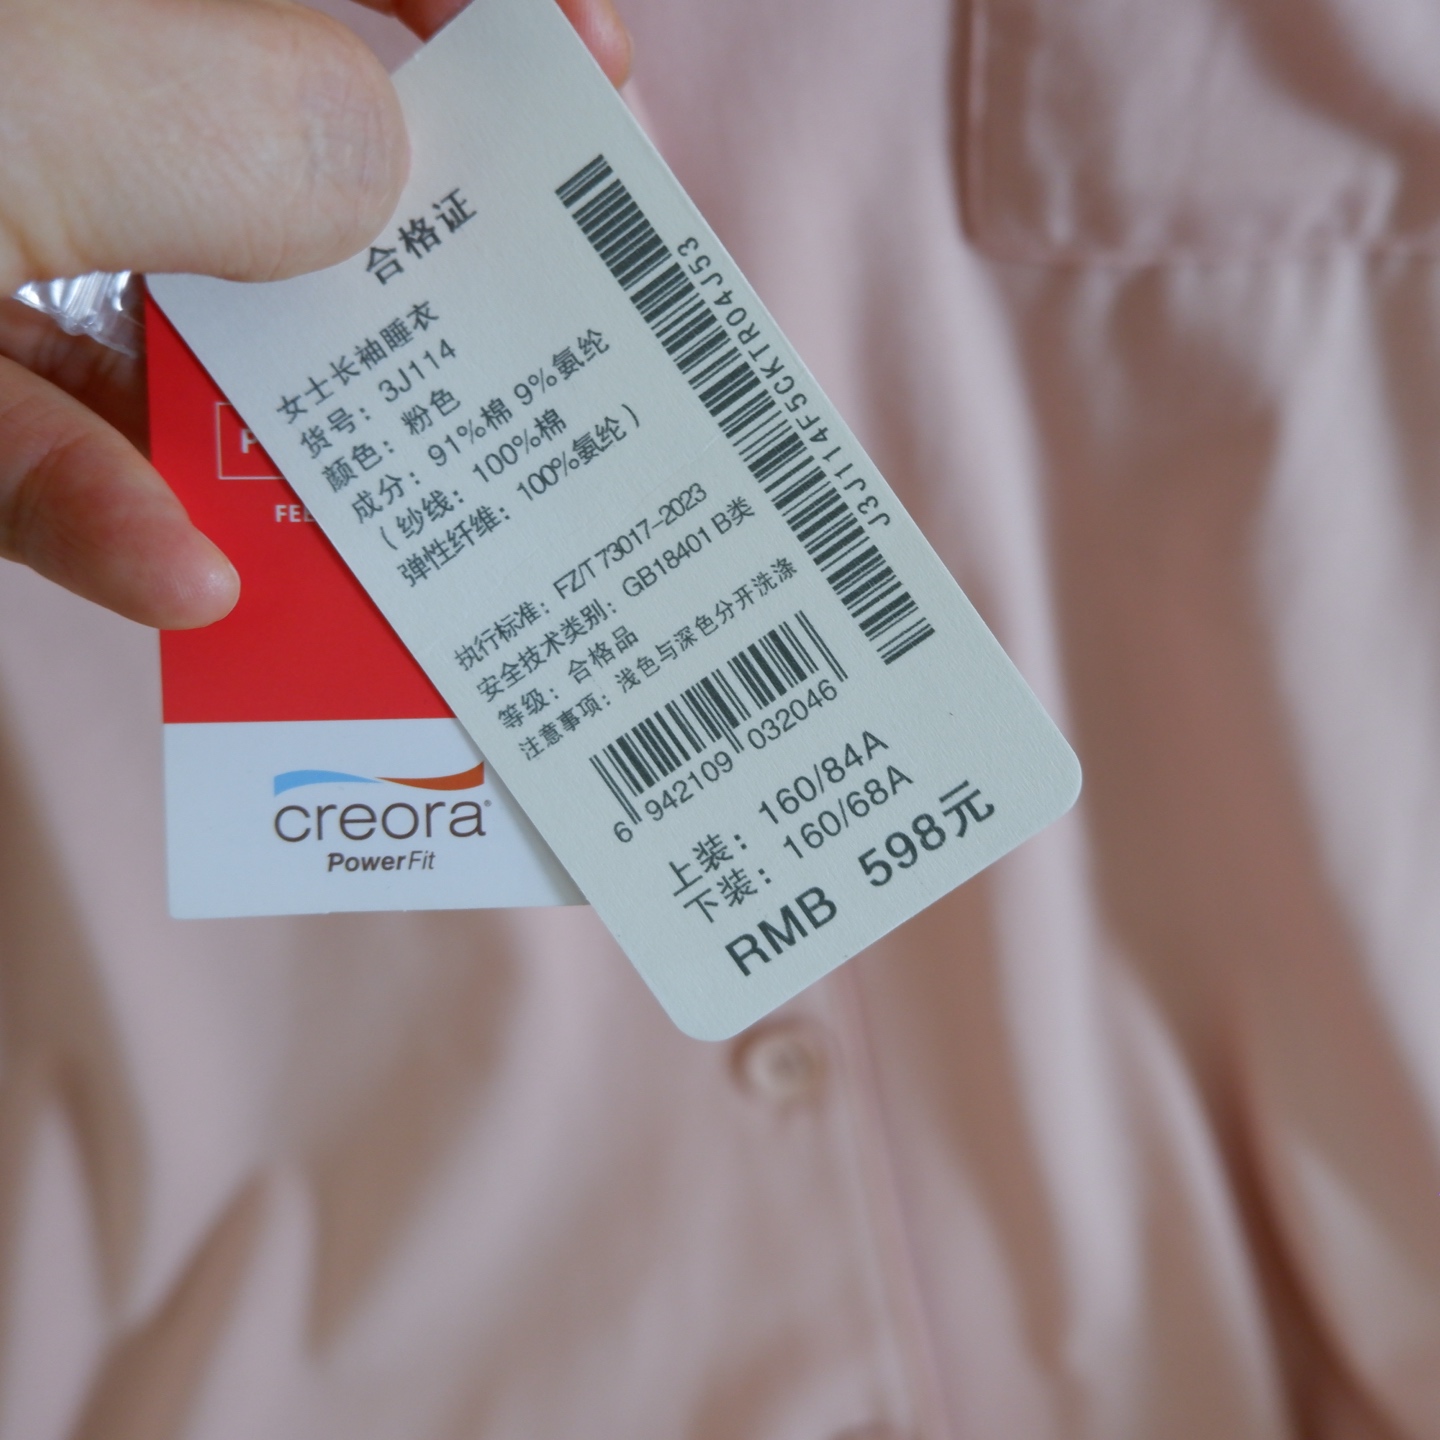 合格证
女士长袖睡衣
货号：3J114
颜色：粉色
成分：91%棉 9%氨纶
（纱线：100%棉
弹性纤维：100%氨纶）
执行标准：FZ/T 73017-2023
安全技术类别：GB18401 B类
等级：合格品
注意事项：浅色与深色分开洗涤
6 942109 032046
上装：160/84A
下装：160/68A
RMB 598元
J3J114F5CKTR04J53
creora®
PowerFit